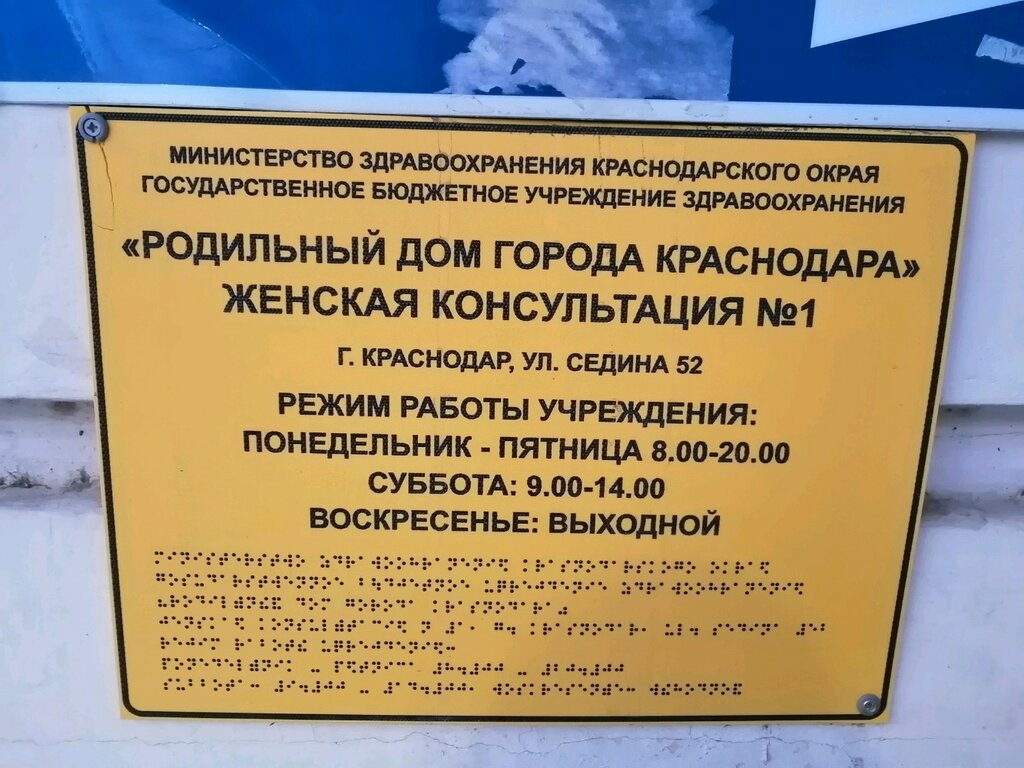 МИНИСТЕРСТВО ЗДРАВООХРАНЕНИЯ КРАСНОДАРСКОГО ОКРАЯ
ГОСУДАРСТВЕННОЕ БЮДЖЕТНОЕ УЧРЕЖДЕНИЕ ЗДРАВООХРАНЕНИЯ
«РОДИЛЬНЫЙ ДОМ ГОРОДА КРАСНОДАРА»
ЖЕНСКАЯ КОНСУЛЬТАЦИЯ №1
Г. КРАСНОДАР, УЛ. СЕДИНА 52
РЕЖИМ РАБОТЫ УЧРЕЖДЕНИЯ:
ПОНЕДЕЛЬНИК - ПЯТНИЦА 8.00-20.00
СУББОТА: 9.00-14.00
ВОСКРЕСЕНЬЕ: ВЫХОДНОЙ